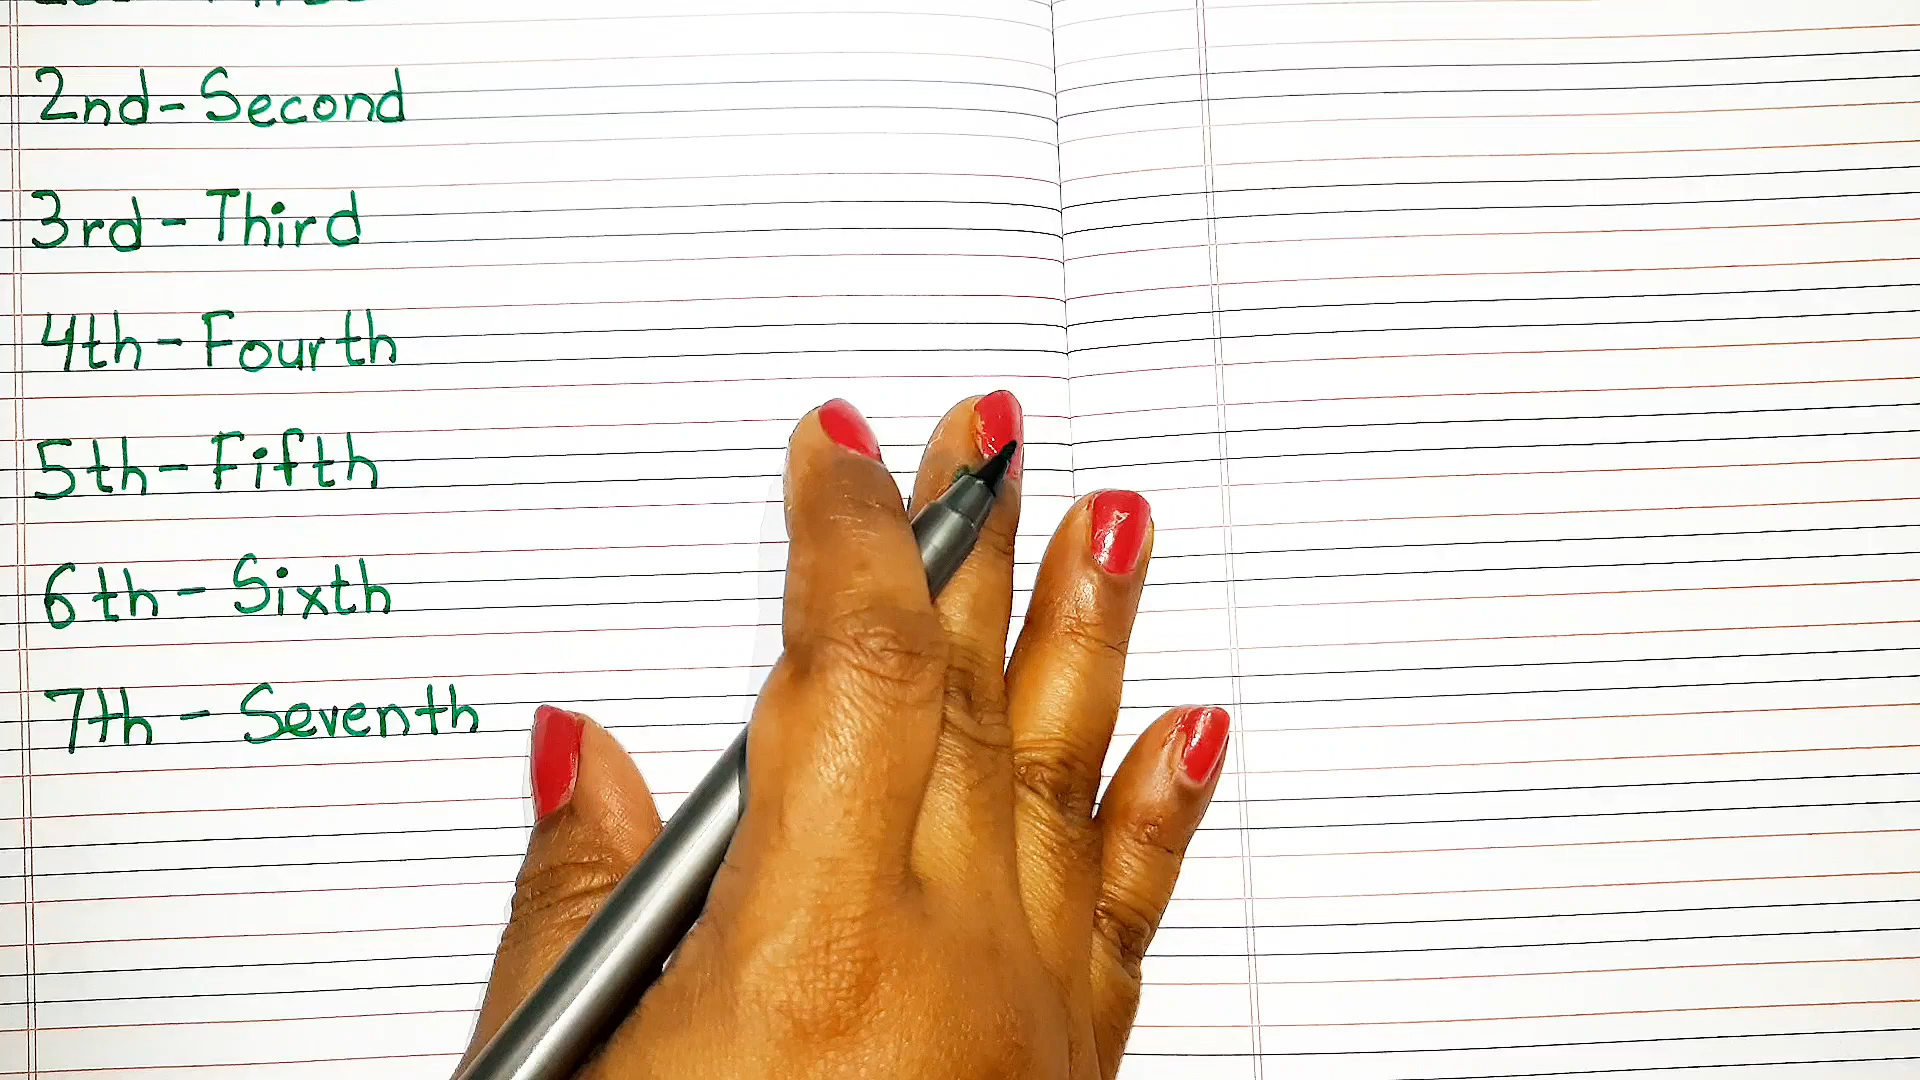 2nd - Second
3rd - Third
4th - Fourth
5th - Fifth
6th - Sixth
7th - Seventh